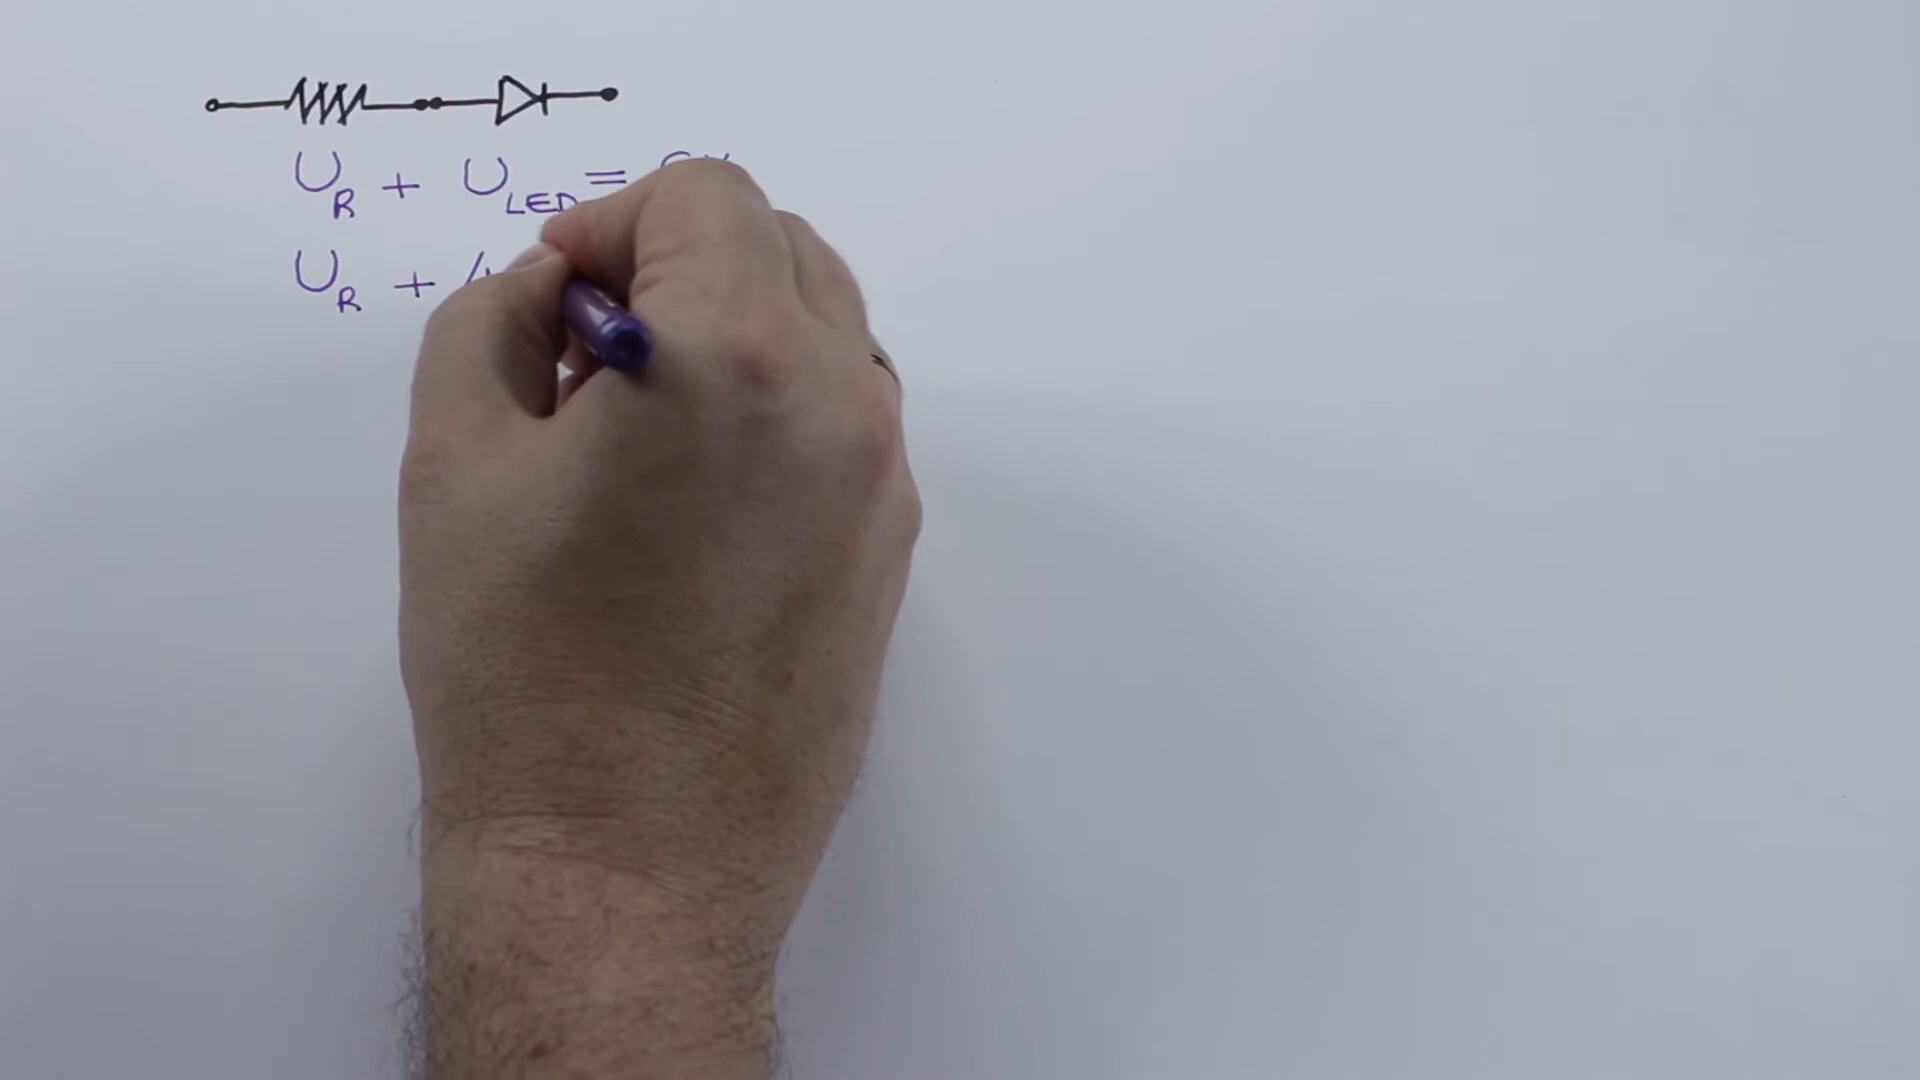 U_R + U_LED =
U_R +